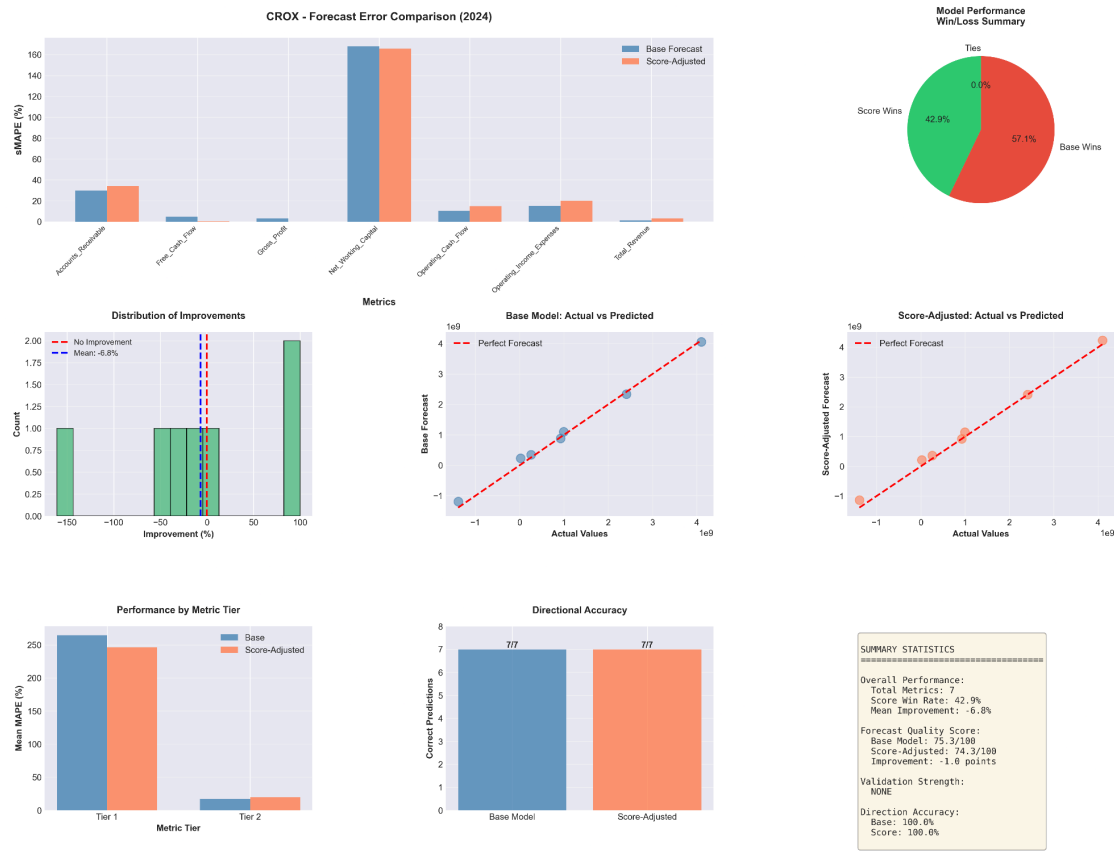 CROX - Forecast Error Comparison (2024)
Base Forecast
Score-Adjusted
sMAPE (%)
160
140
120
100
80
60
40
20
0
Accounts_Receivable
Free_Cash_Flow
Gross_Profit
Net_Working_Capital
Operating_Cash_Flow
Operating_Income_Expenses
Total_Revenue
Metrics
Model Performance
Win/Loss Summary
Ties
0.0%
Score Wins
42.9%
57.1%
Base Wins
Distribution of Improvements
No Improvement
Mean: -6.8%
Count
2.00
1.75
1.50
1.25
1.00
0.75
0.50
0.25
0.00
−150 −100 −50 0 50 100
Improvement (%)
Base Model: Actual vs Predicted
1e9
Perfect Forecast
Base Forecast
4
3
2
1
0
−1
−1 0 1 2 3 4
1e9
Actual Values
Score-Adjusted: Actual vs Predicted
1e9
Perfect Forecast
Score-Adjusted Forecast
4
3
2
1
0
−1
−1 0 1 2 3 4
1e9
Actual Values
Performance by Metric Tier
Base
Score-Adjusted
Mean MAPE (%)
250
200
150
100
50
0
Tier 1 Tier 2
Metric Tier
Directional Accuracy
Correct Predictions
8
7
6
5
4
3
2
1
0
7/7 7/7
Base Model Score-Adjusted
SUMMARY STATISTICS
===================================
Overall Performance:
Total Metrics: 7
Score Win Rate: 42.9%
Mean Improvement: -6.8%
Forecast Quality Score:
Base Model: 75.3/100
Score-Adjusted: 74.3/100
Improvement: -1.0 points
Validation Strength:
NONE
Direction Accuracy:
Base: 100.0%
Score: 100.0%